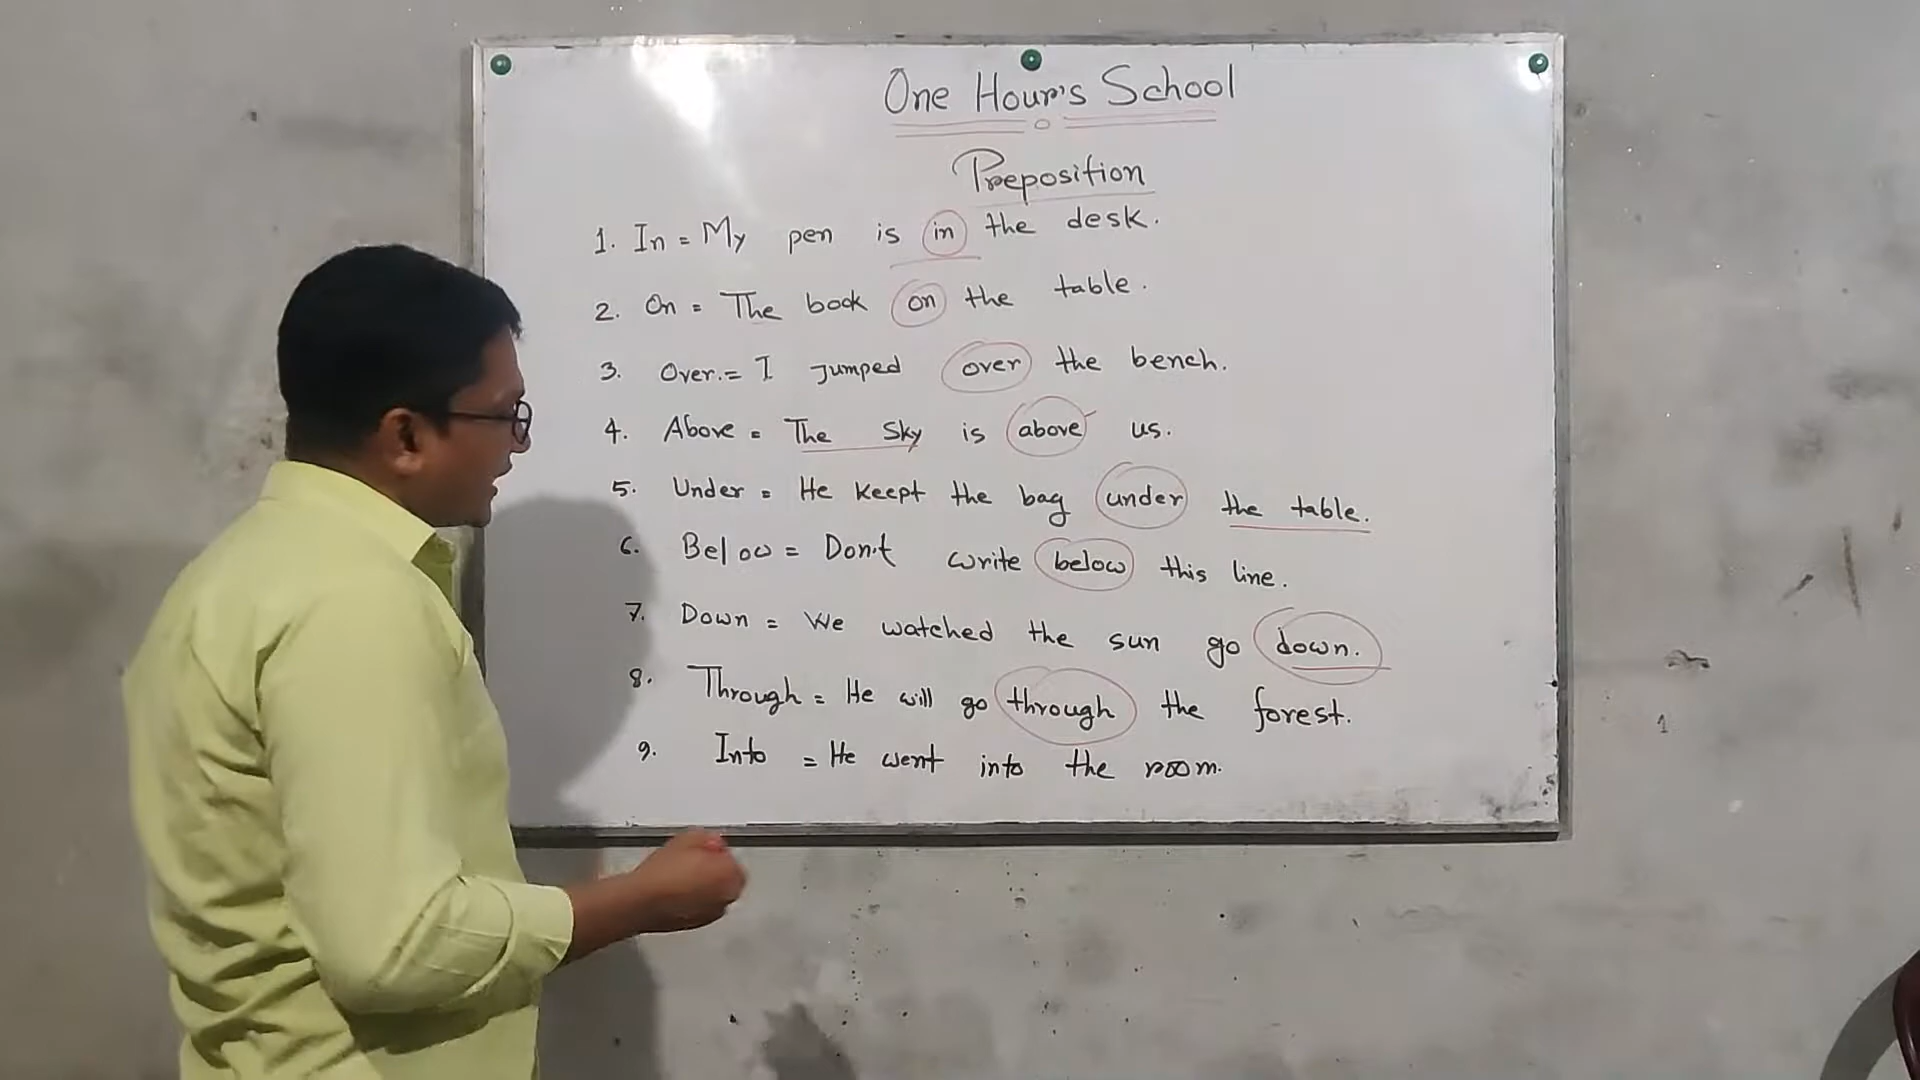 One Hour's School
Preposition
1. In = My pen is in the desk.
2. On = The book on the table.
3. Over. = I Jumped over the bench.
4. Above = The Sky is above us.
5. Under = He keept the bag under the table.
6. Below = Don't write below this line.
7. Down = We watched the sun go down.
8. Through = He will go through the forest.
9. Into = He went into the room.